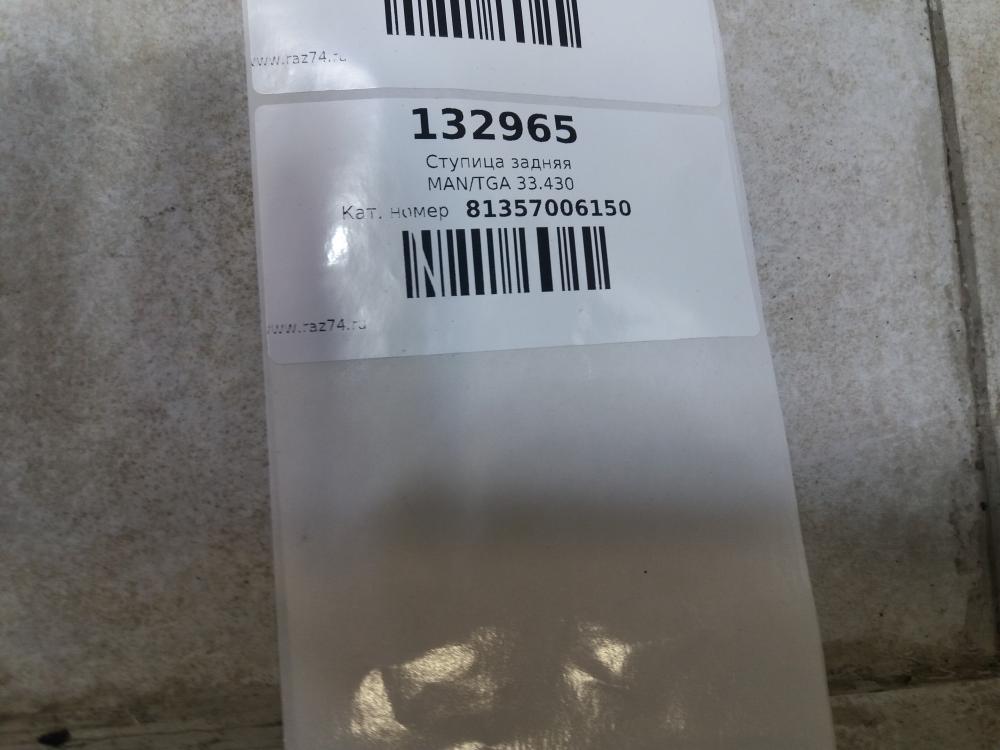 www.raz74.ru
132965
Ступица задняя
MAN/TGA 33.430
Кат. номер 81357006150
www.raz74.ru